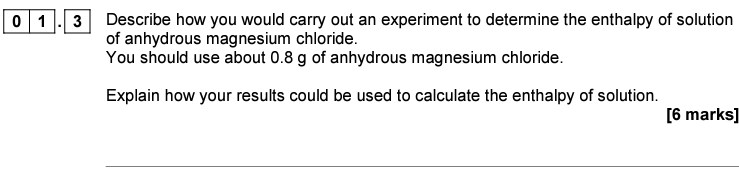 0 1 . 3 Describe how you would carry out an experiment to determine the enthalpy of solution
of anhydrous magnesium chloride.
You should use about 0.8 g of anhydrous magnesium chloride.
Explain how your results could be used to calculate the enthalpy of solution.
[6 marks]